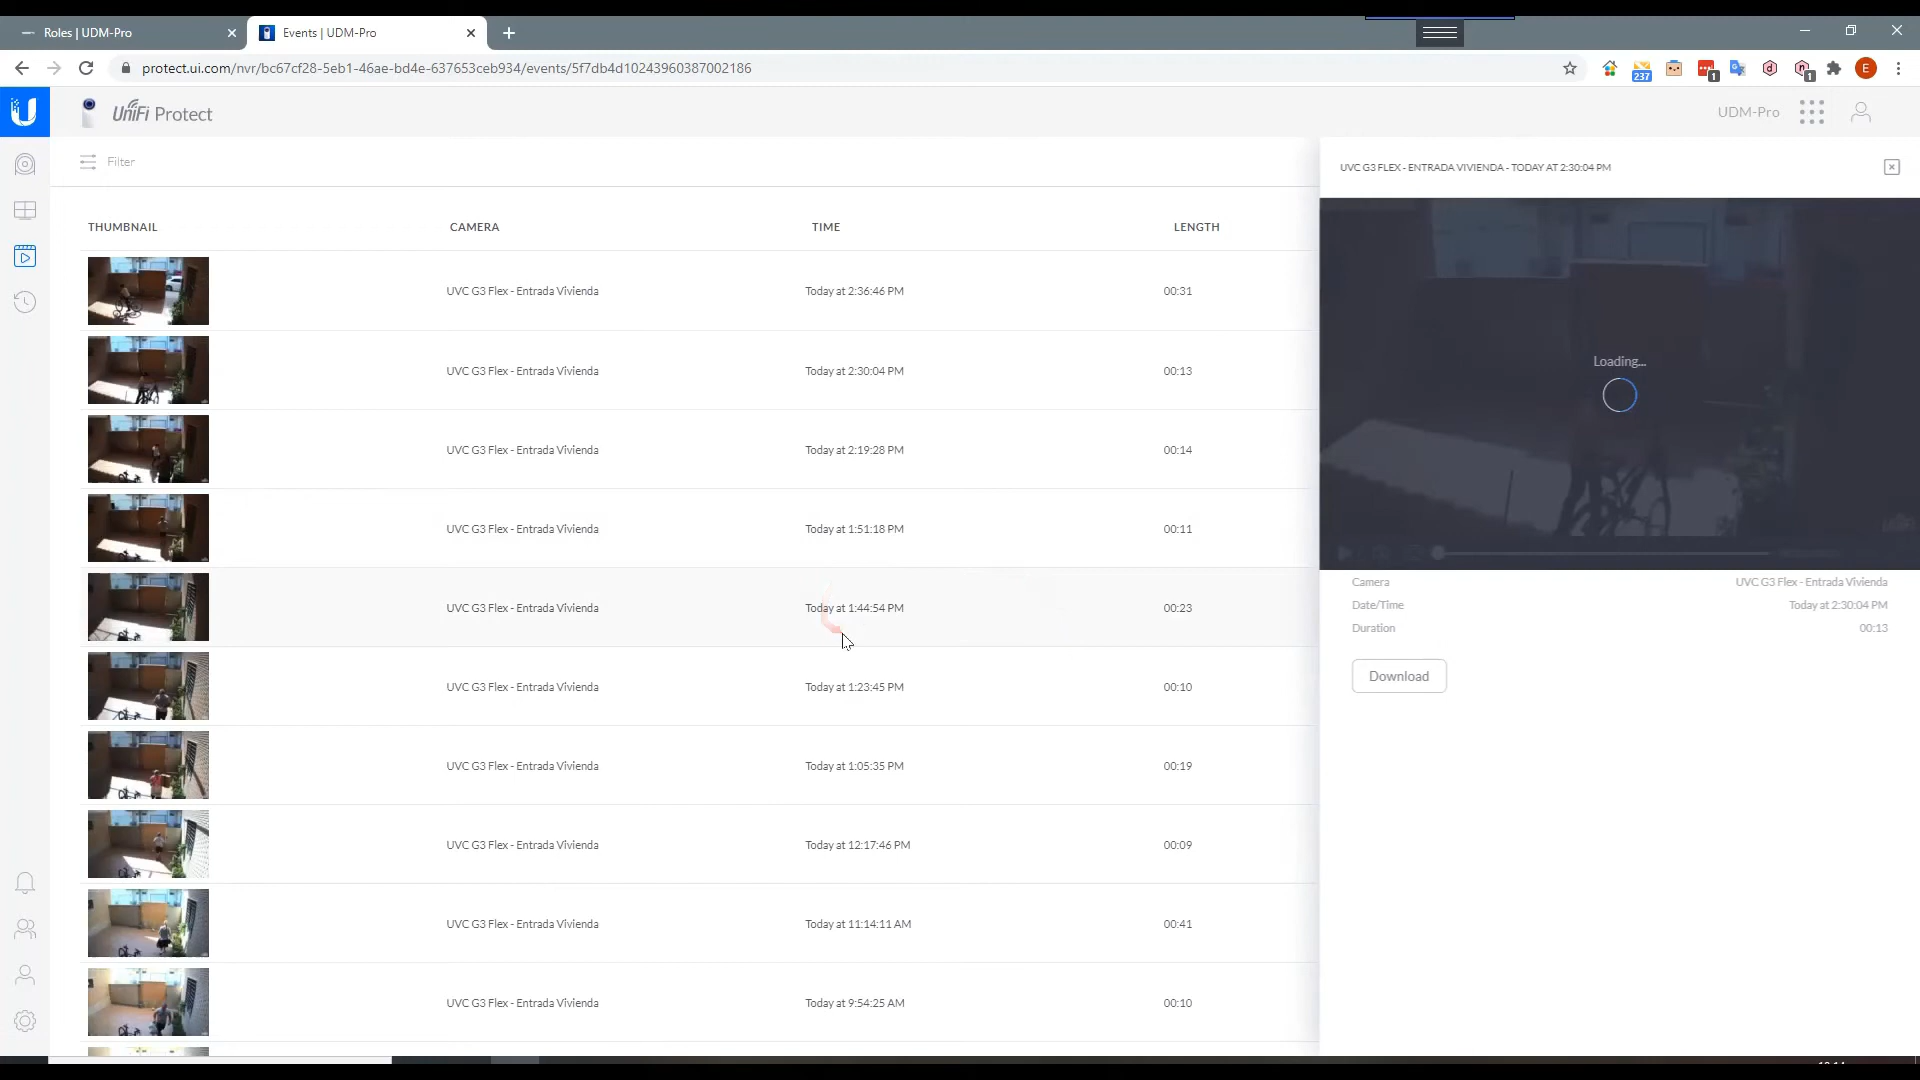 Roles | UDM-Pro
Events | UDM-Pro
protect.ui.com/nvr/bc67cf28-5eb1-46ae-bd4e-637653ceb934/events/5f7db4d10243960387002186
237
1
1
E
UniFi Protect
UDM-Pro
Filter
UVC G3 FLEX - ENTRADA VIVIENDA - TODAY AT 2:30:04 PM
THUMBNAIL CAMERA TIME LENGTH
UVC G3 Flex - Entrada Vivienda Today at 2:36:46 PM 00:31
UVC G3 Flex - Entrada Vivienda Today at 2:30:04 PM 00:13
UVC G3 Flex - Entrada Vivienda Today at 2:19:28 PM 00:14
UVC G3 Flex - Entrada Vivienda Today at 1:51:18 PM 00:11
UVC G3 Flex - Entrada Vivienda Today at 1:44:54 PM 00:23
UVC G3 Flex - Entrada Vivienda Today at 1:23:45 PM 00:10
UVC G3 Flex - Entrada Vivienda Today at 1:05:35 PM 00:19
UVC G3 Flex - Entrada Vivienda Today at 12:17:46 PM 00:09
UVC G3 Flex - Entrada Vivienda Today at 11:14:11 AM 00:41
UVC G3 Flex - Entrada Vivienda Today at 9:54:25 AM 00:10
Loading...
Camera UVC G3 Flex - Entrada Vivienda
Date/Time Today at 2:30:04 PM
Duration 00:13
Download